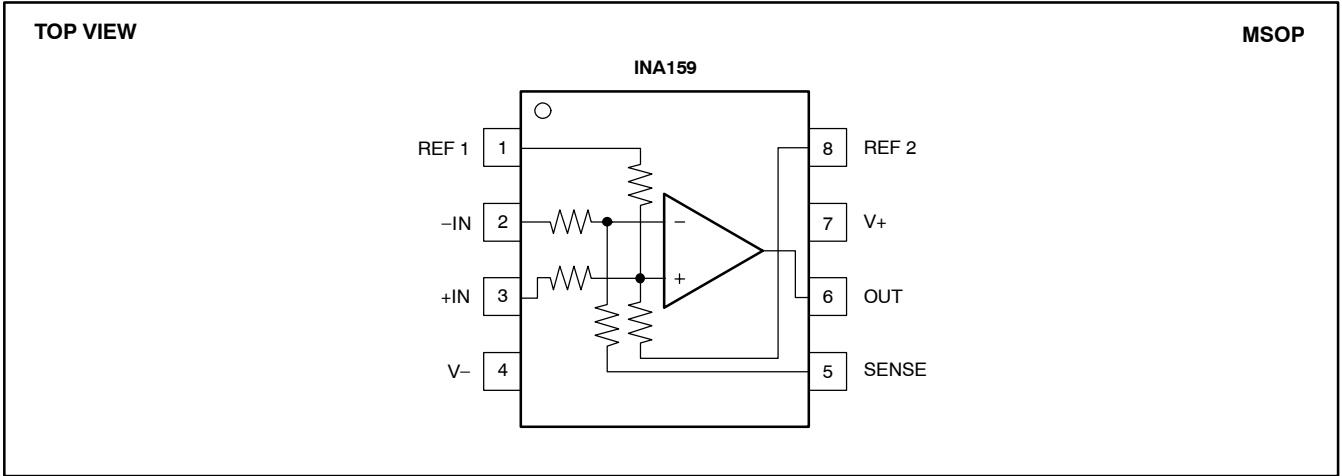 TOP VIEW
MSOP
INA159
REF 1 1
8 REF 2
−IN 2
−
7 V+
+IN 3
+
6 OUT
V− 4
5 SENSE